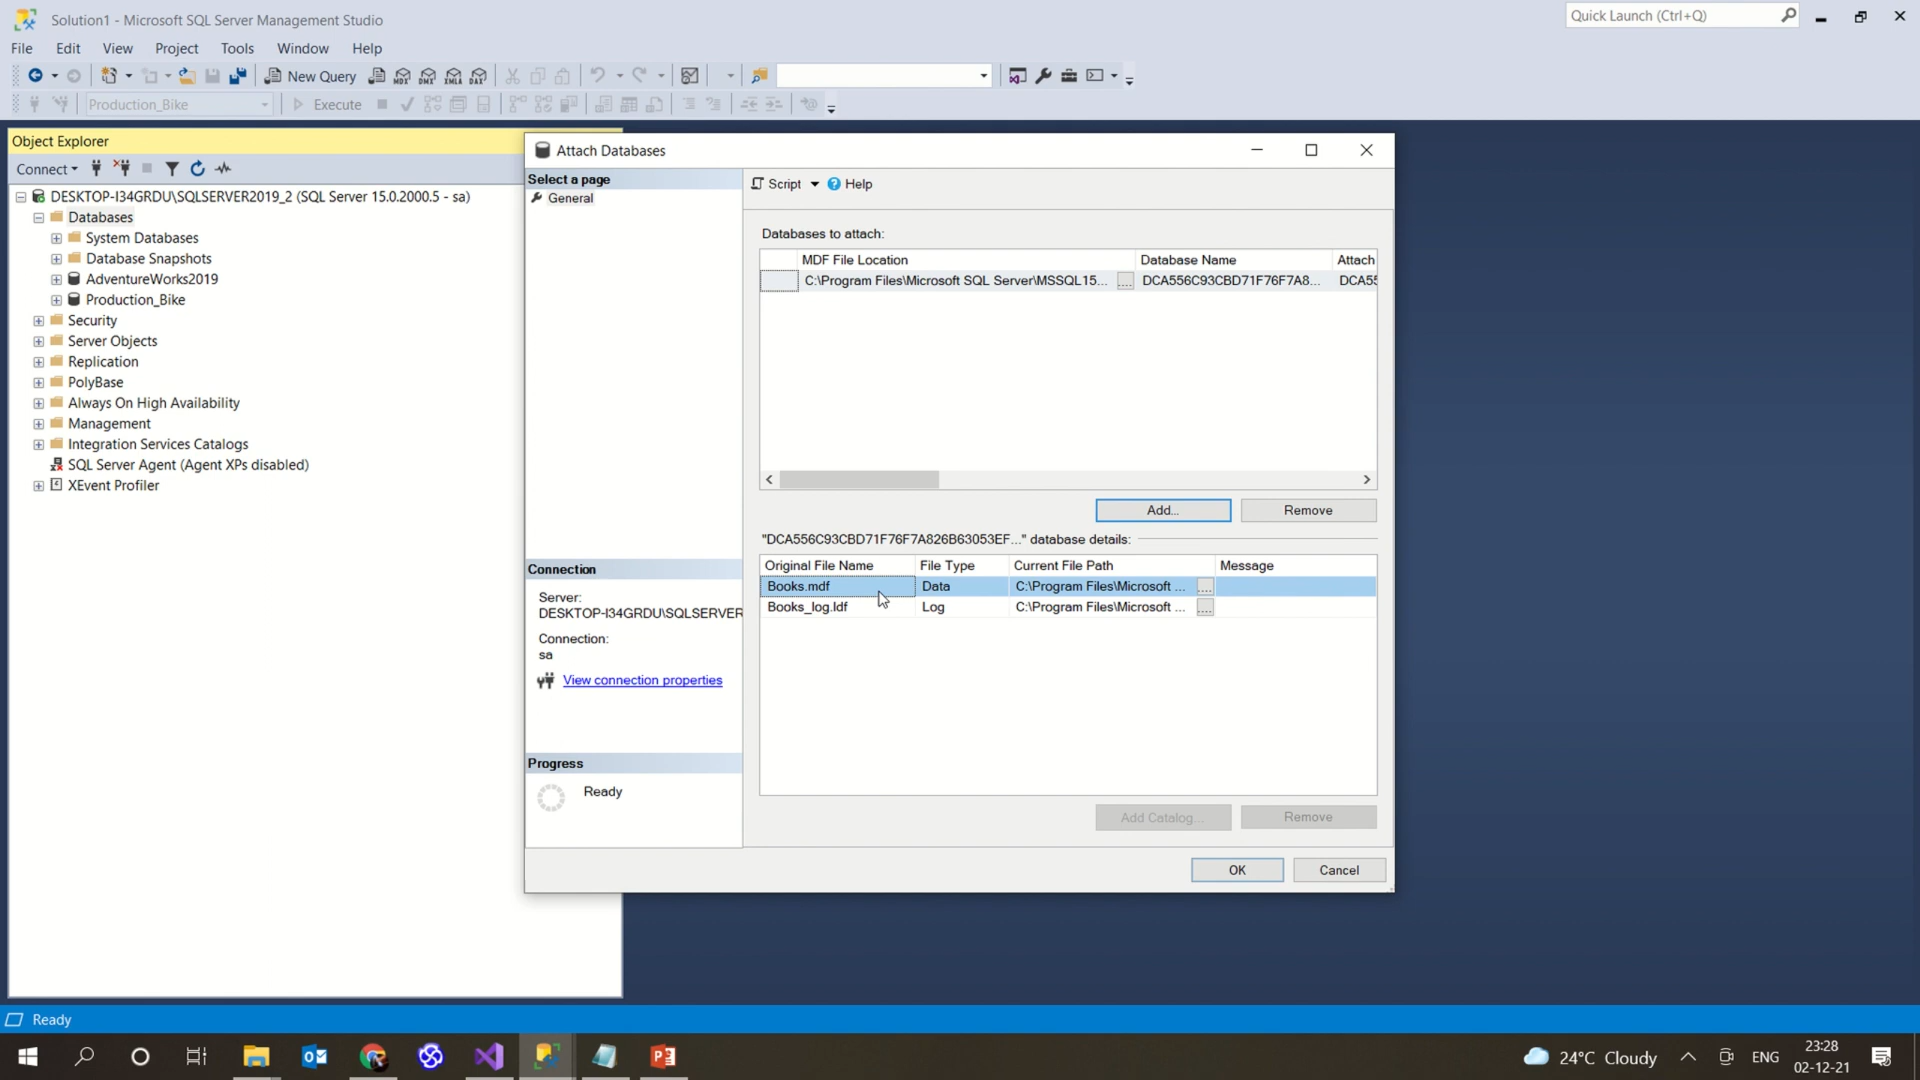 Solution1 - Microsoft SQL Server Management Studio
Quick Launch (Ctrl+Q)
File Edit View Project Tools Window Help
New Query MDX DMX XMLA DAX
Production_Bike Execute
Object Explorer
Connect
DESKTOP-I34GRDU\SQLSERVER2019_2 (SQL Server 15.0.2000.5 - sa)
Databases
System Databases
Database Snapshots
AdventureWorks2019
Production_Bike
Security
Server Objects
Replication
PolyBase
Always On High Availability
Management
Integration Services Catalogs
SQL Server Agent (Agent XPs disabled)
XEvent Profiler
Attach Databases
Select a page
General
Script Help
Databases to attach:
MDF File Location Database Name Attach
C:\Program Files\Microsoft SQL Server\MSSQL15... .... DCA556C93CBD71F76F7A8... DCA55
Add... Remove
"DCA556C93CBD71F76F7A826B63053EF..." database details:
Original File Name File Type Current File Path Message
Books.mdf Data C:\Program Files\Microsoft ... ....
Books_log.ldf Log C:\Program Files\Microsoft ... ....
Add Catalog... Remove
Connection
Server:
DESKTOP-I34GRDU\SQLSERVER
Connection:
sa
View connection properties
Progress
Ready
OK Cancel
Ready
24°C Cloudy ENG
23:28
02-12-21